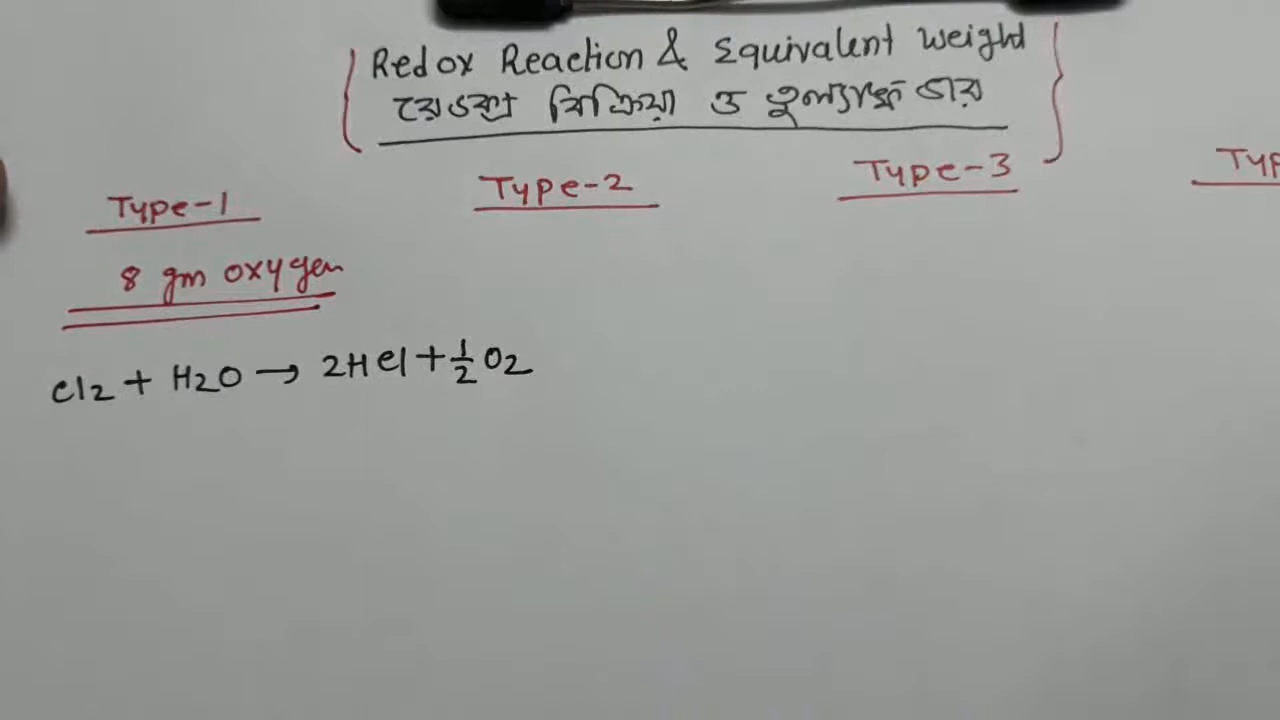 Redox Reaction & Equivalent Weight
রেডক্স বিক্রিয়া ও তুল্যাঙ্ক ভার
Type-1
Type-2
Type-3
Typ
8 gm oxygen
Cl2 + H2O → 2HCl + 1/2 O2